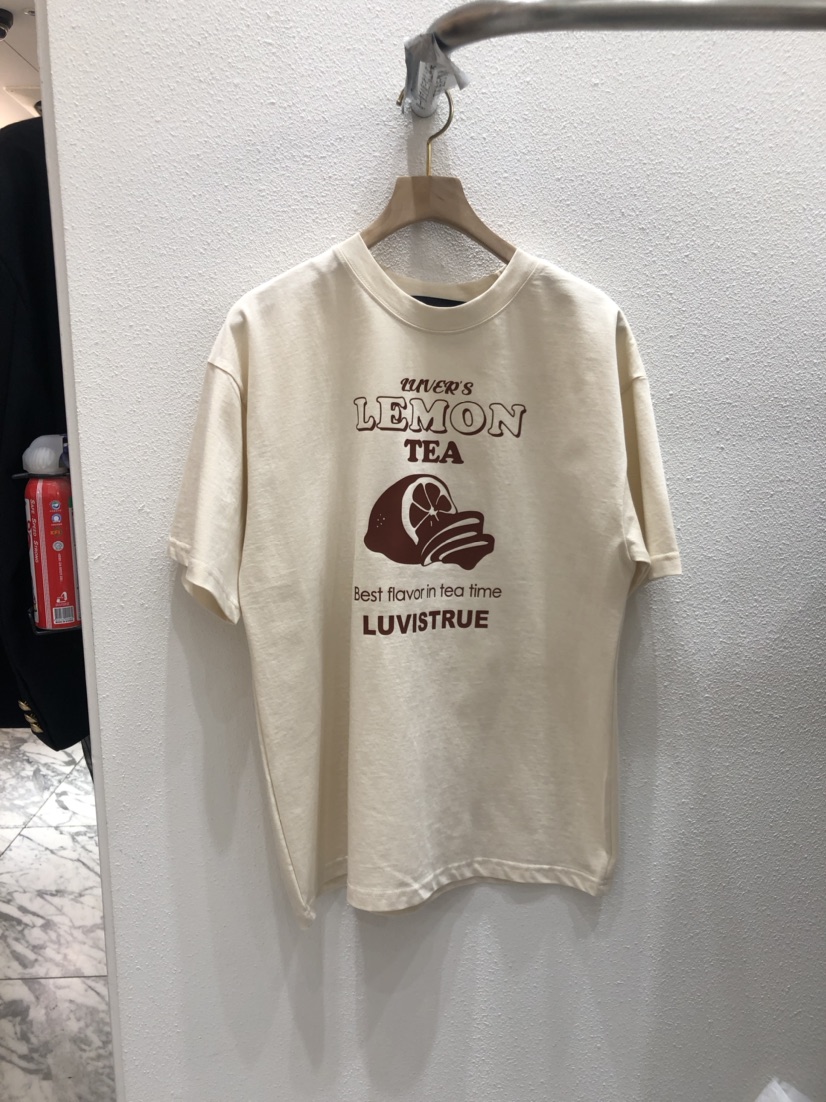 LUVER'S
LEMON
TEA
Best flavor in tea time
LUVISTRUE